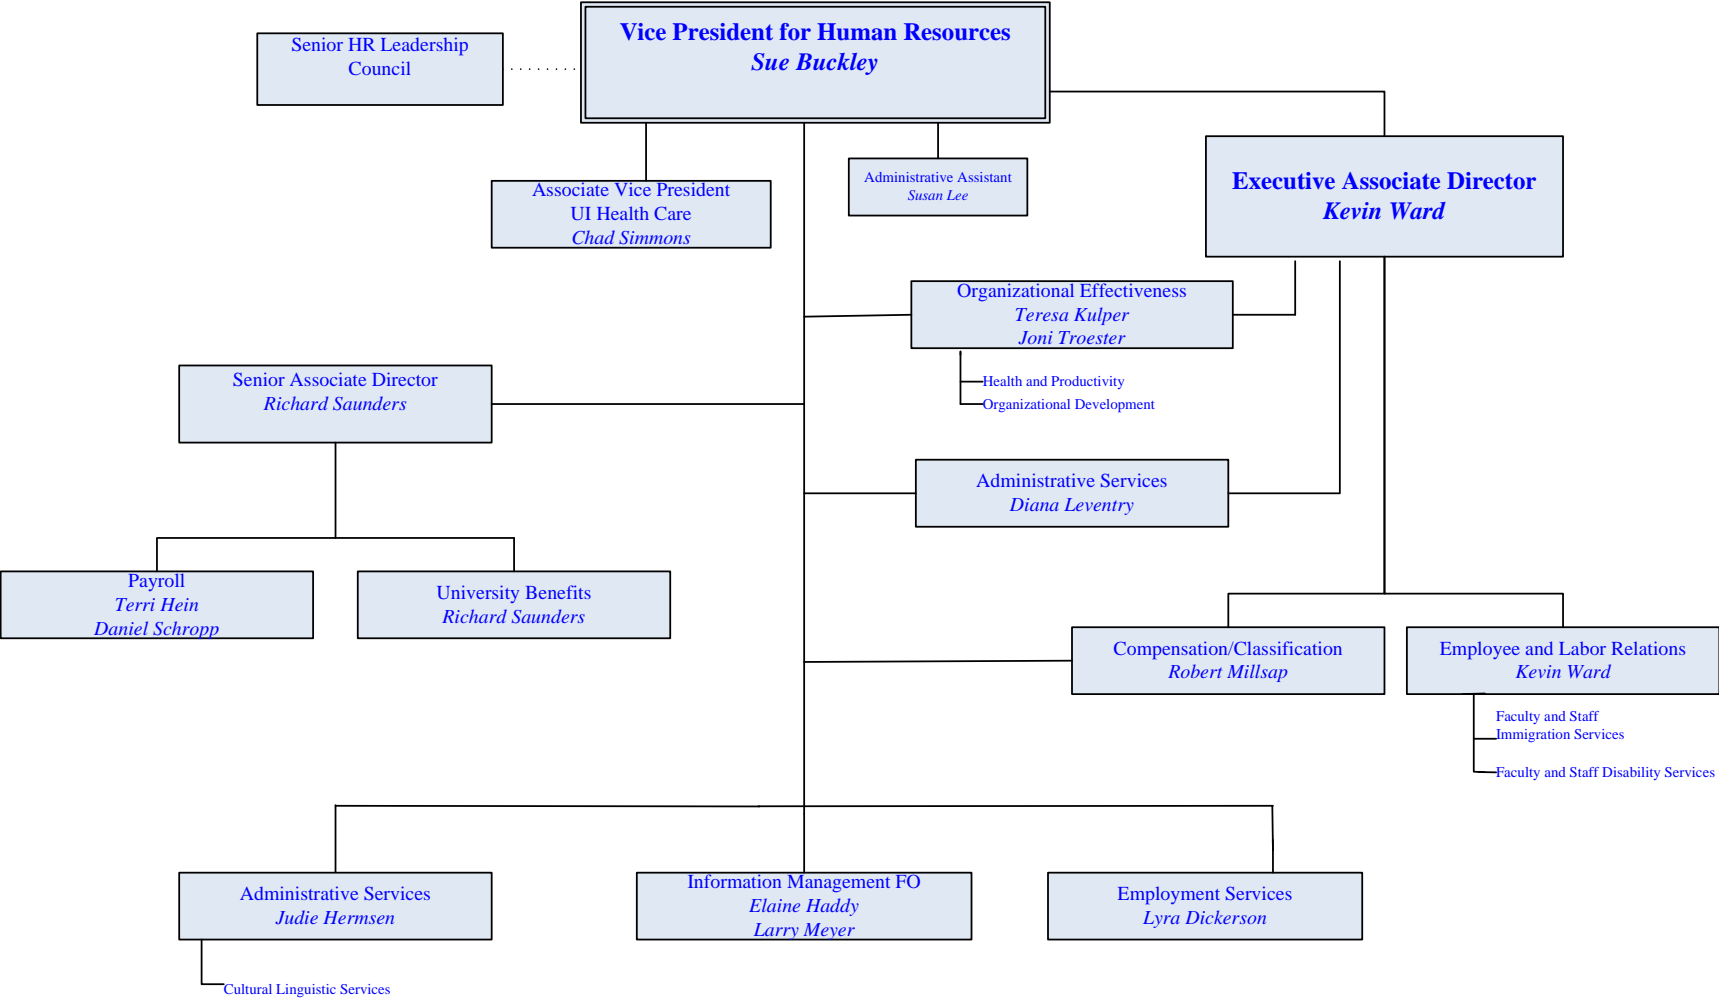 Vice President for Human Resources
Sue Buckley
Senior HR Leadership
Council
Associate Vice President
UI Health Care
Chad Simmons
Administrative Assistant
Susan Lee
Executive Associate Director
Kevin Ward
Organizational Effectiveness
Teresa Kulper
Joni Troester
Health and Productivity
Organizational Development
Senior Associate Director
Richard Saunders
Administrative Services
Diana Leventry
Payroll
Terri Hein
Daniel Schropp
University Benefits
Richard Saunders
Compensation/Classification
Robert Millsap
Employee and Labor Relations
Kevin Ward
Faculty and Staff
Immigration Services
Faculty and Staff Disability Services
Administrative Services
Judie Hermsen
Cultural Linguistic Services
Information Management FO
Elaine Haddy
Larry Meyer
Employment Services
Lyra Dickerson